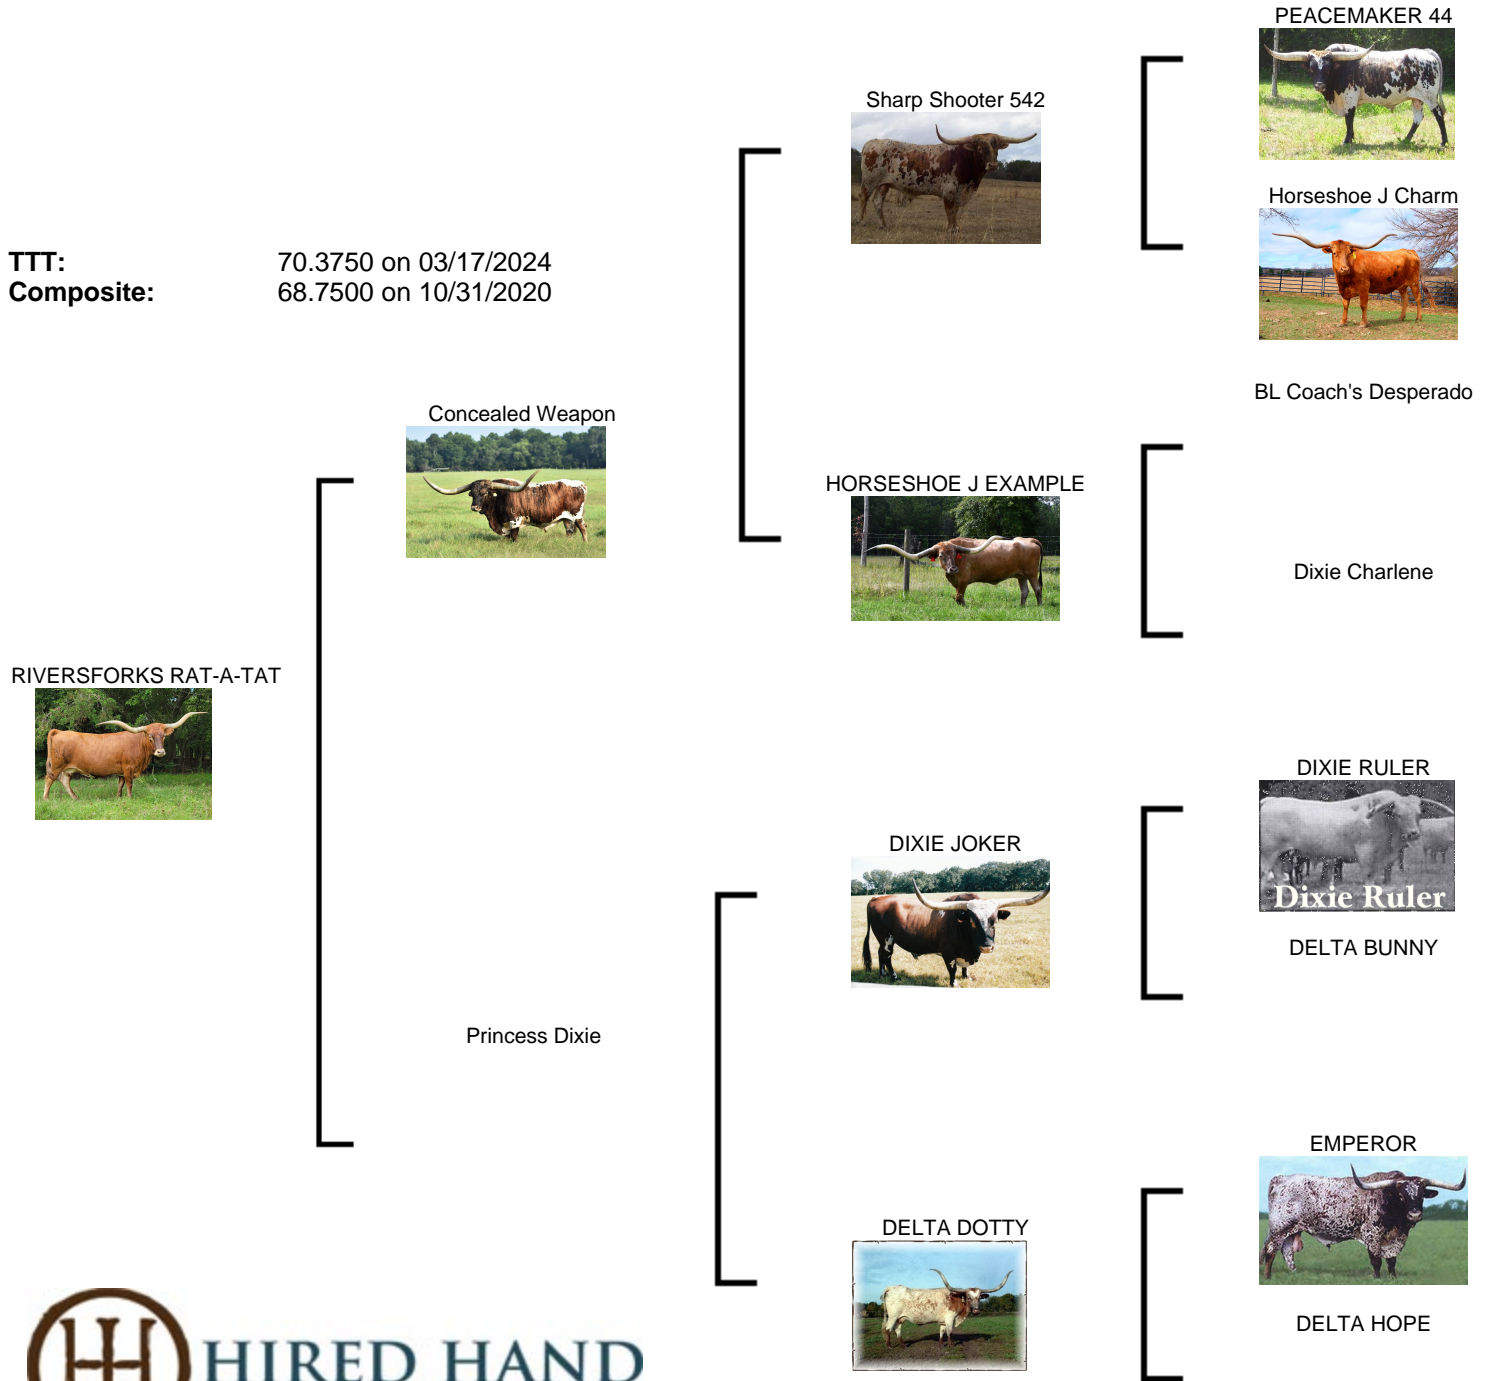 PEACEMAKER 44
Sharp Shooter 542
Horseshoe J Charm
TTT: 70.3750 on 03/17/2024
Composite: 68.7500 on 10/31/2020
BL Coach's Desperado
Concealed Weapon
HORSESHOE J EXAMPLE
Dixie Charlene
RIVERSFORKS RAT-A-TAT
DIXIE RULER
DIXIE JOKER
Dixie Ruler
DELTA BUNNY
Princess Dixie
EMPEROR
DELTA DOTTY
DELTA HOPE
HIRED HAND